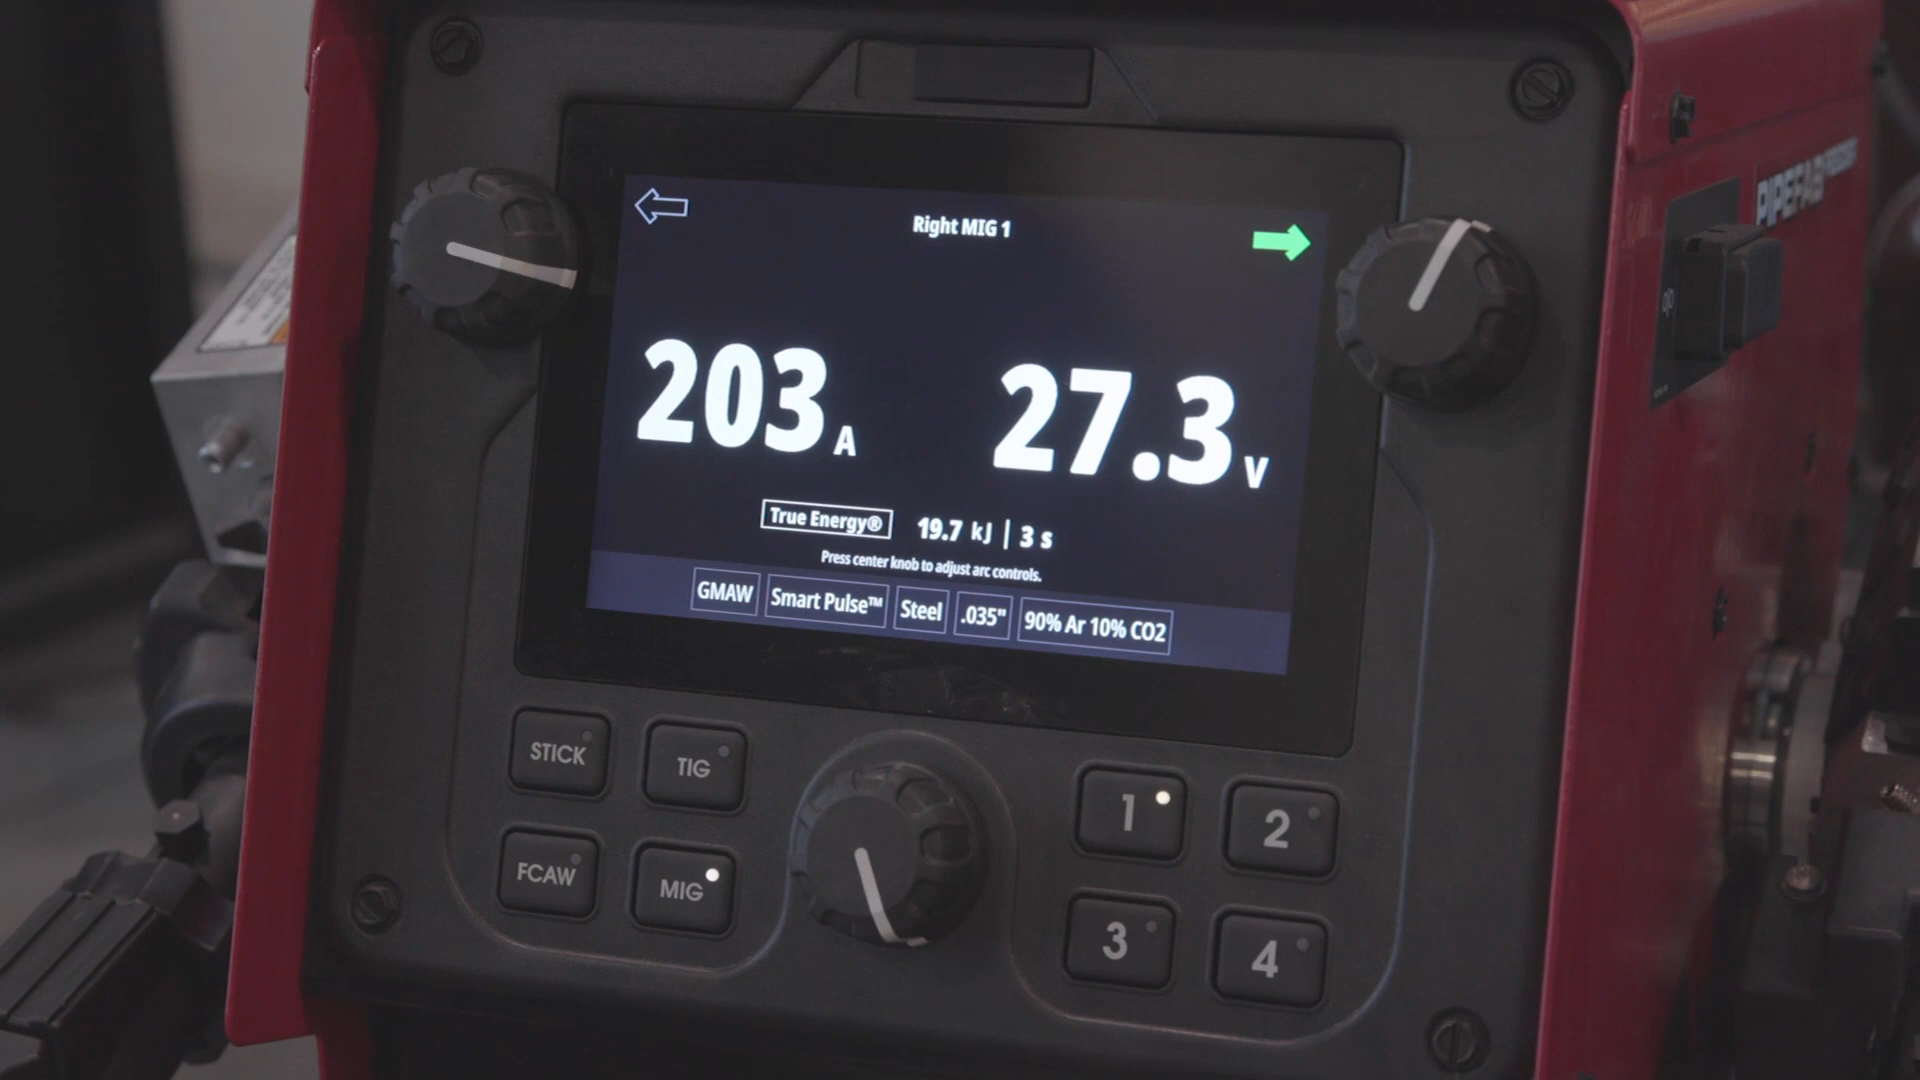 Right MIG 1
203 A
27.3 V
True Energy® 19.7 kJ | 3 s
Press center knob to adjust arc controls.
GMAW Smart Pulse™ Steel .035" 90% Ar 10% CO2
STICK TIG
FCAW MIG
1 2
3 4
PIPEFAB